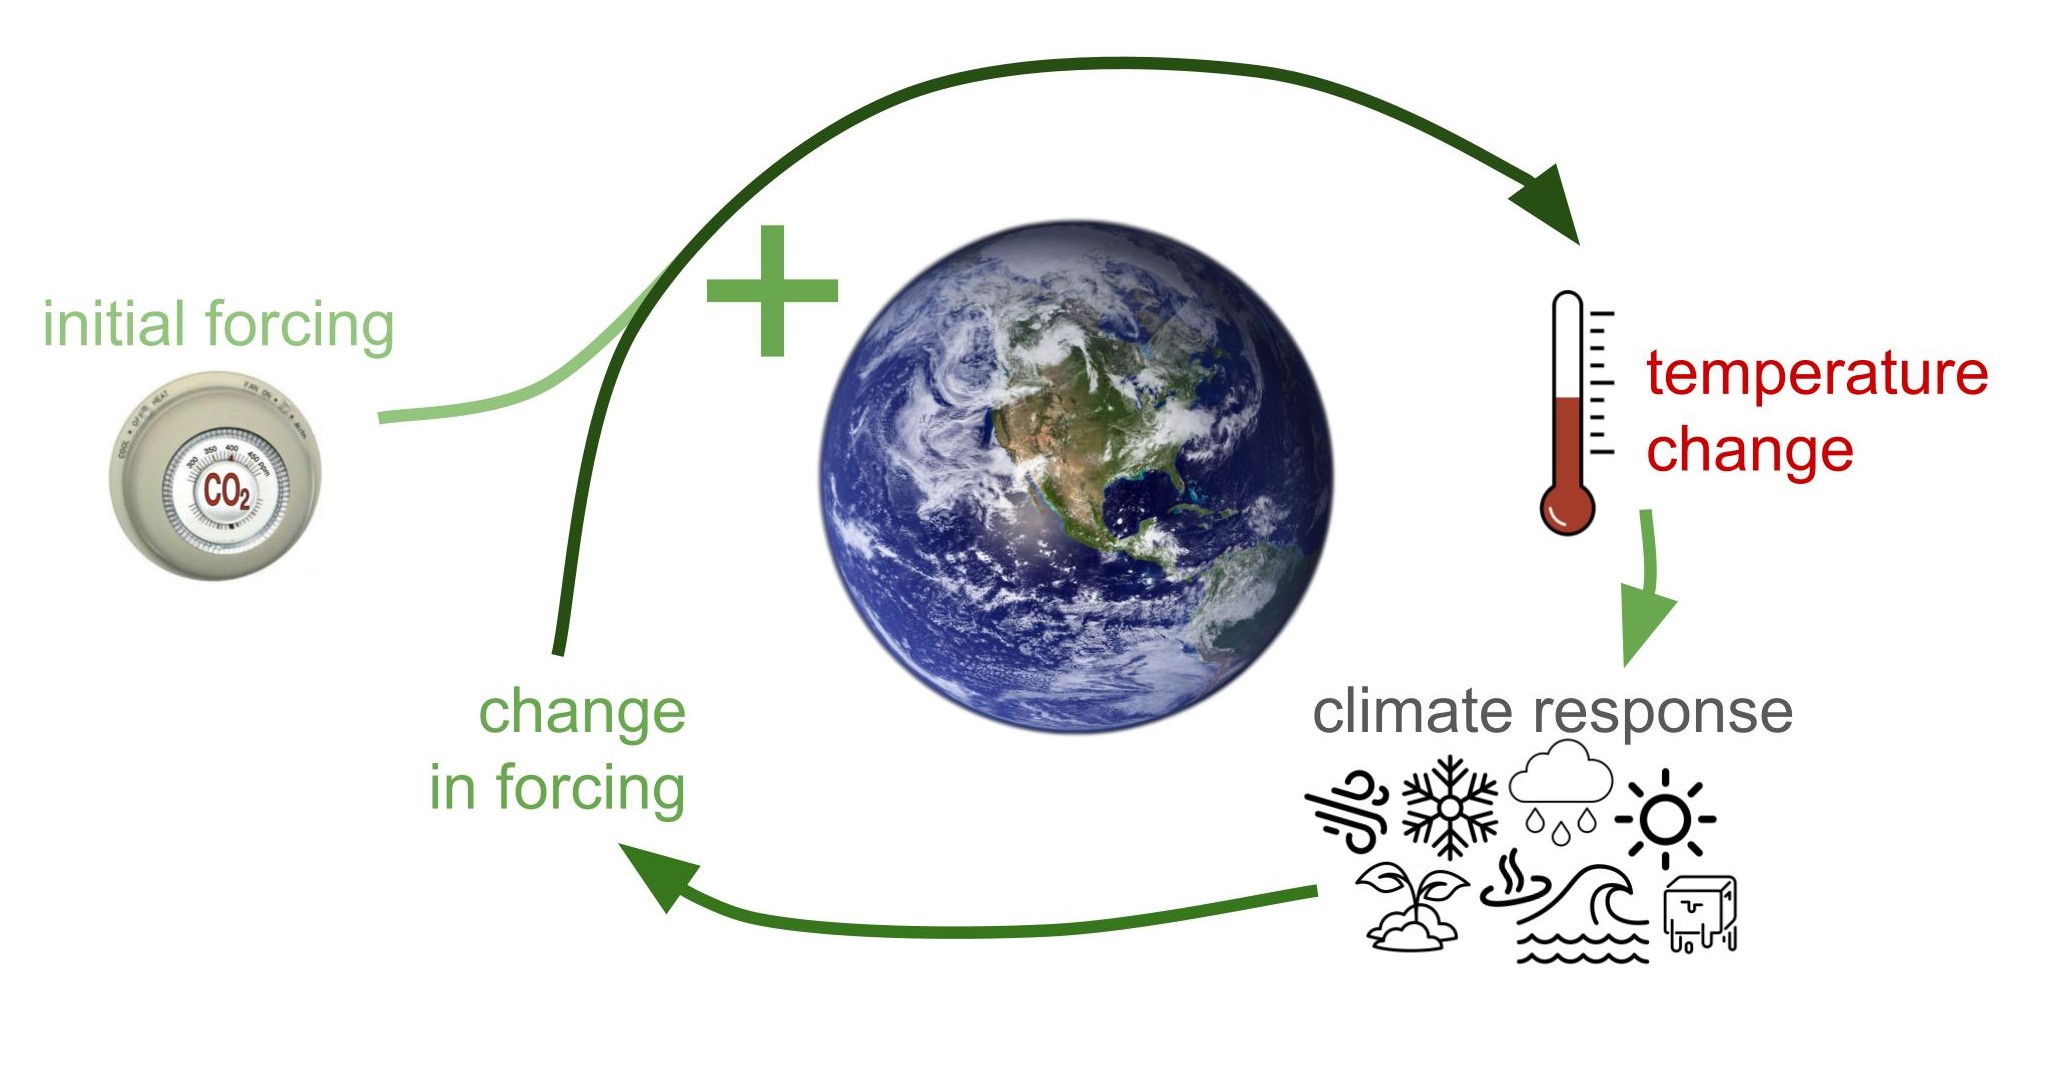 initial forcing
COOL • OFF HEAT
FAN ON • • auto
300 350 400 450 ppm
CO₂
temperature
change
change
in forcing
climate response